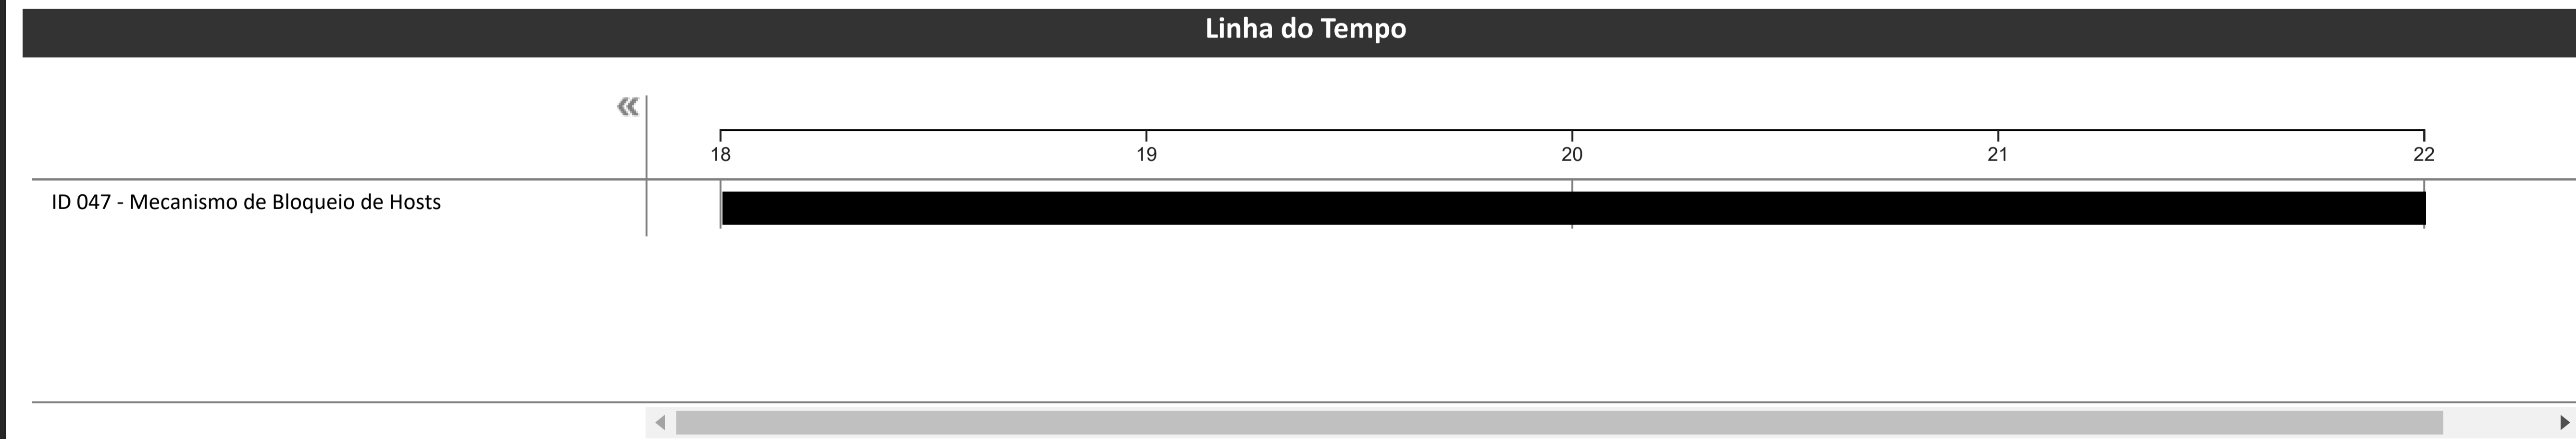 Linha do Tempo
18 19 20 21 22
ID 047 - Mecanismo de Bloqueio de Hosts